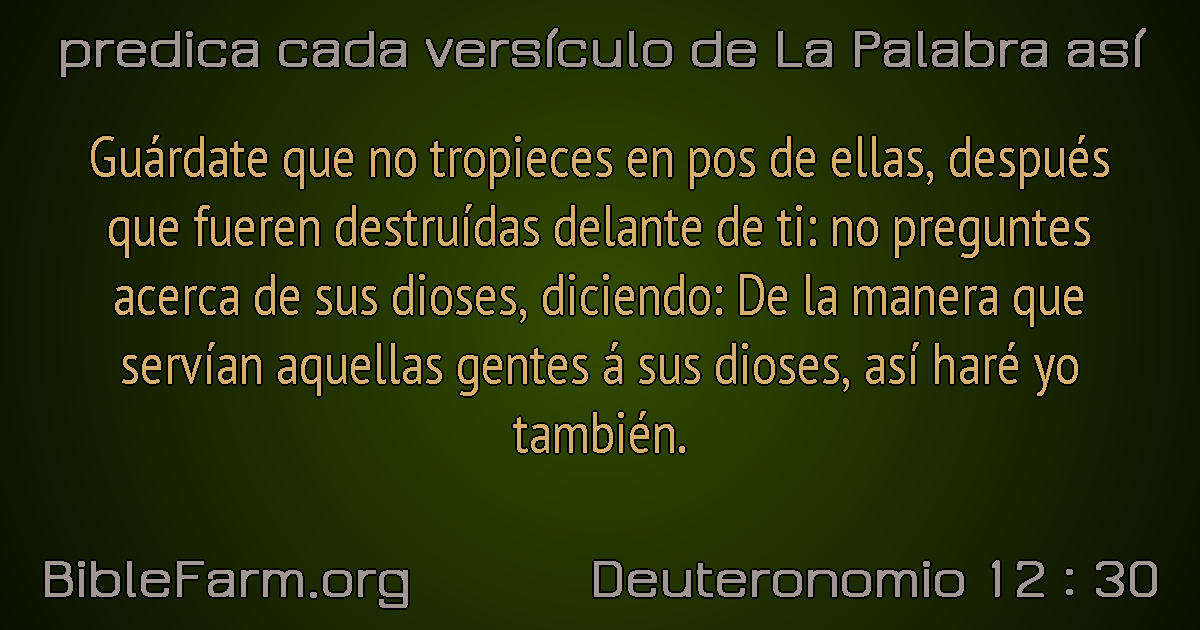 predica cada versículo de La Palabra así
Guárdate que no tropieces en pos de ellas, después
que fueren destruídas delante de ti: no preguntes
acerca de sus dioses, diciendo: De la manera que
servían aquellas gentes á sus dioses, así haré yo
también.
BibleFarm.org
Deuteronomio 12 : 30